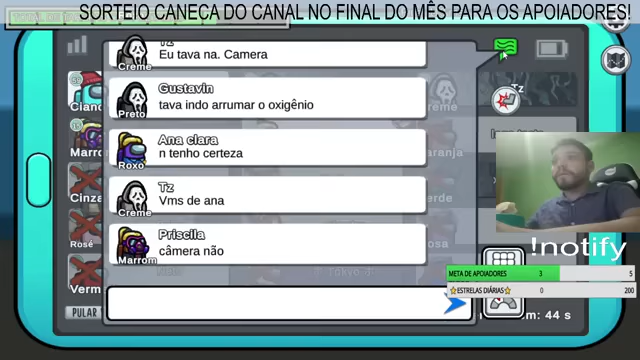 SORTEIO CANECA DO CANAL NO FINAL DO MÊS PARA OS APOIADORES!
Tz
Eu tava na. Camera
Creme
Gustavin
tava indo arrumar o oxigênio
Preto
Ana clara
n tenho certeza
Roxo
Tz
Vms de ana
Creme
Priscila
câmera não
Marrom
Ciano
Marrom
Cinza
Rosé
Verm
PULAR
!notify
META DE APOIADORES 3 5
ESTRELAS DIÁRIAS 0 200
m: 44 s